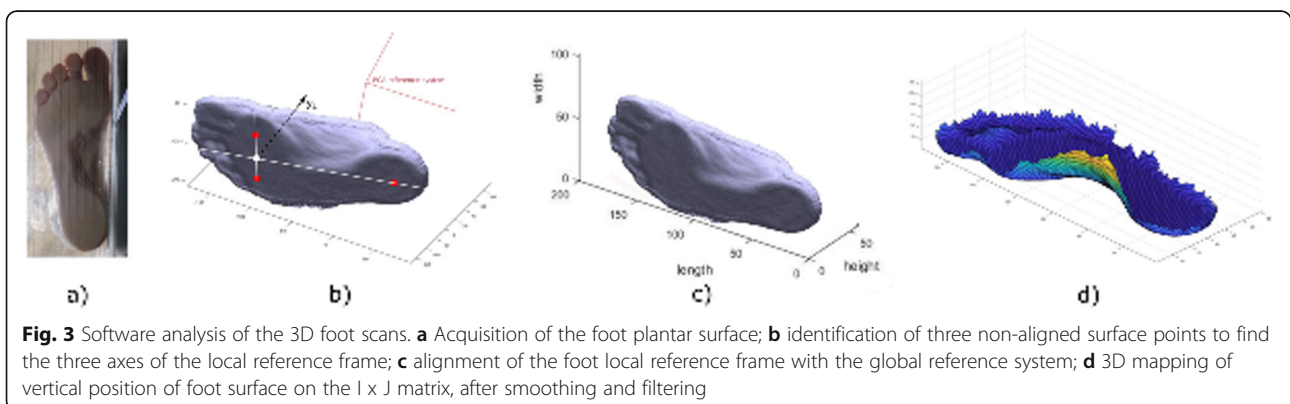 reference system
YL
100
width
50
0
200
150
100
50
0
0
50
length
height
a)
b)
c)
d)
Fig. 3 Software analysis of the 3D foot scans. a Acquisition of the foot plantar surface; b identification of three non-aligned surface points to find
the three axes of the local reference frame; c alignment of the foot local reference frame with the global reference system; d 3D mapping of
vertical position of foot surface on the I x J matrix, after smoothing and filtering